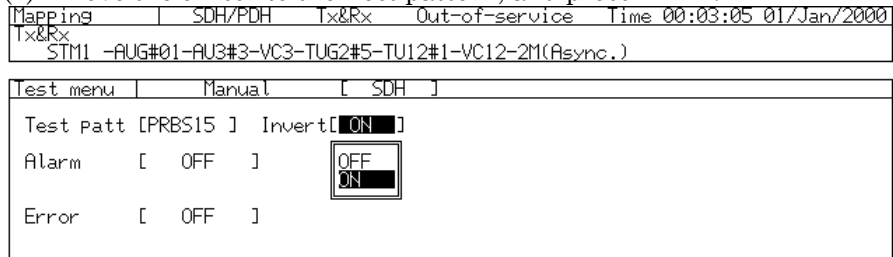 Mapping | SDH/PDH Tx&Rx Out-of-service Time 00:03:05 01/Jan/2000
Tx&Rx
STM1 -AUG#01-AU3#3-VC3-TUG2#5-TU12#1-VC12-2M(Async.)
Test menu | Manual [ SDH ]
Test patt [PRBS15 ] Invert[ ON ]
Alarm [ OFF ] OFF
ON
Error [ OFF ]